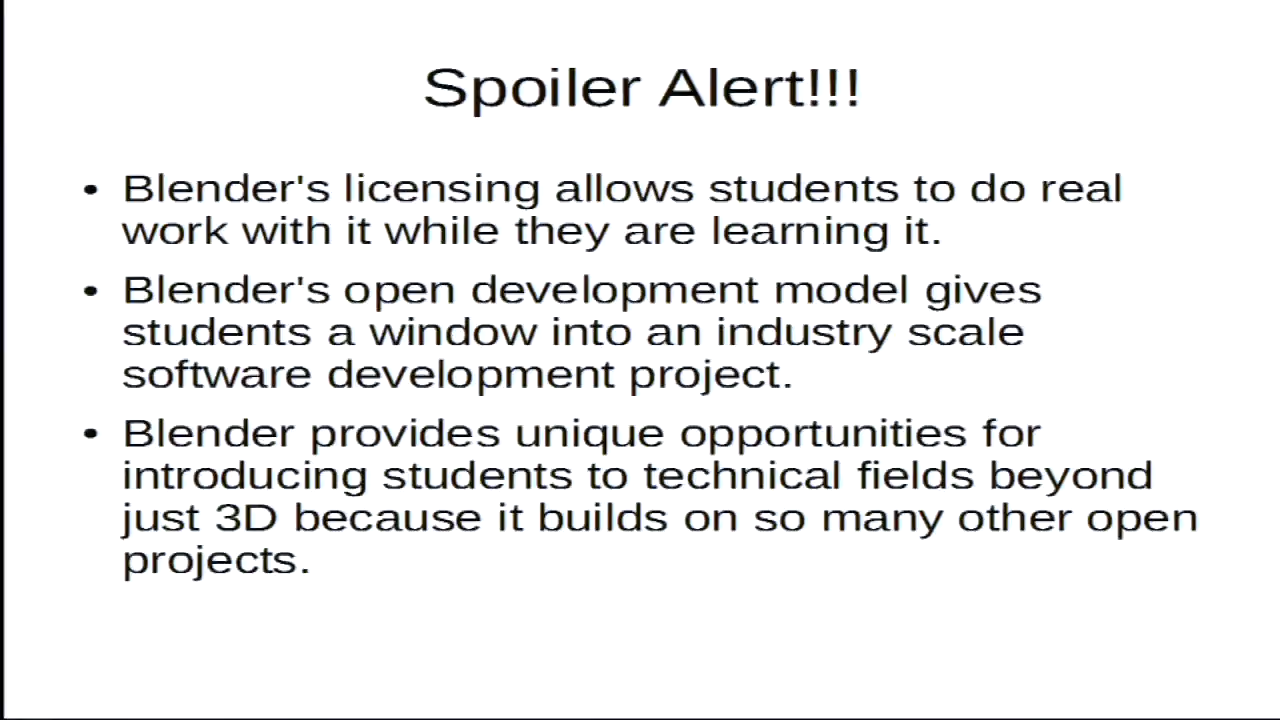 Spoiler Alert!!!
• Blender's licensing allows students to do real
work with it while they are learning it.
• Blender's open development model gives
students a window into an industry scale
software development project.
• Blender provides unique opportunities for
introducing students to technical fields beyond
just 3D because it builds on so many other open
projects.